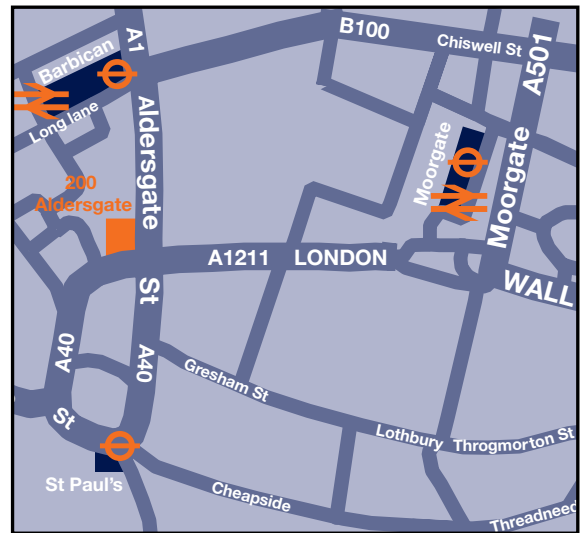 A1
B100
Chiswell St
A501
Barbican
Long lane
Aldersgate
St
Moorgate
Moorgate
200
Aldersgate
A1211 LONDON
WALL
A40
A40
Gresham St
St
Lothbury
Throgmorton St
St Paul's
Cheapside
Threadneed